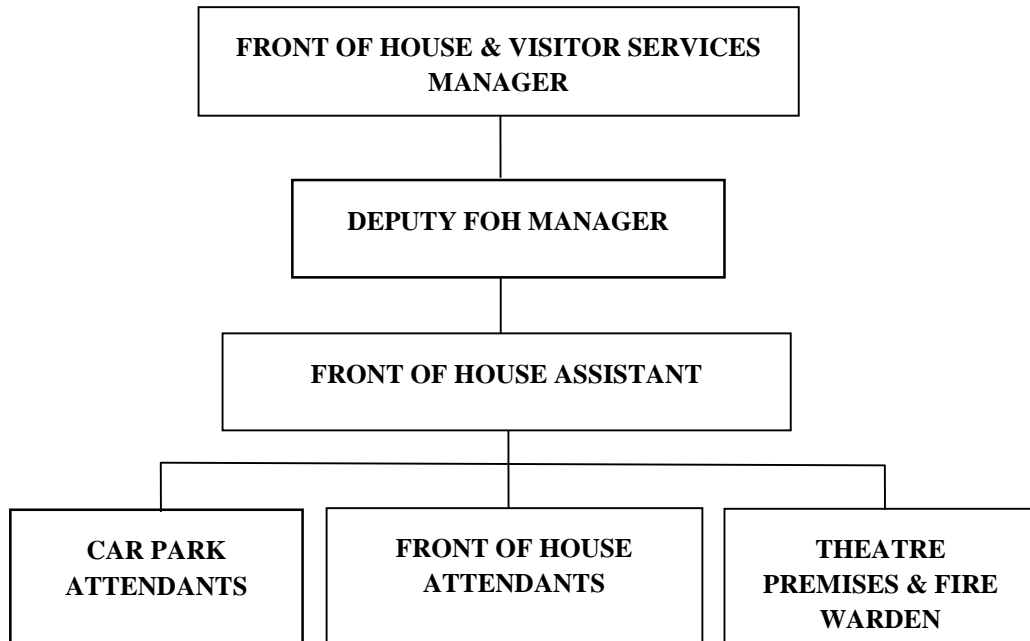 FRONT OF HOUSE & VISITOR SERVICES
MANAGER
DEPUTY FOH MANAGER
FRONT OF HOUSE ASSISTANT
CAR PARK
ATTENDANTS
FRONT OF HOUSE
ATTENDANTS
THEATRE
PREMISES & FIRE
WARDEN